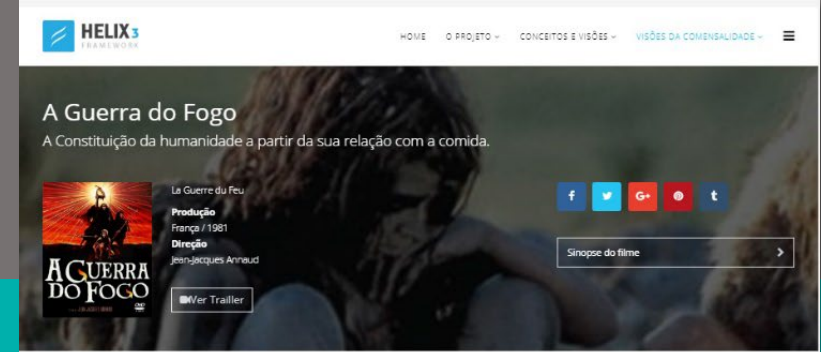 HELIX3
FRAMEWORK
HOME O PROJETO CONCEITOS E VISÕES VISÕES DA COMENSALIDADE
A Guerra do Fogo
A Constituição da humanidade a partir da sua relação com a comida.
La Guerre du Feu
Produção
França / 1981
Direção
Jean-Jacques Annaud
Ver Trailler
A GUERRA
DO FOGO
DVD
f G+ t
Sinopse do filme